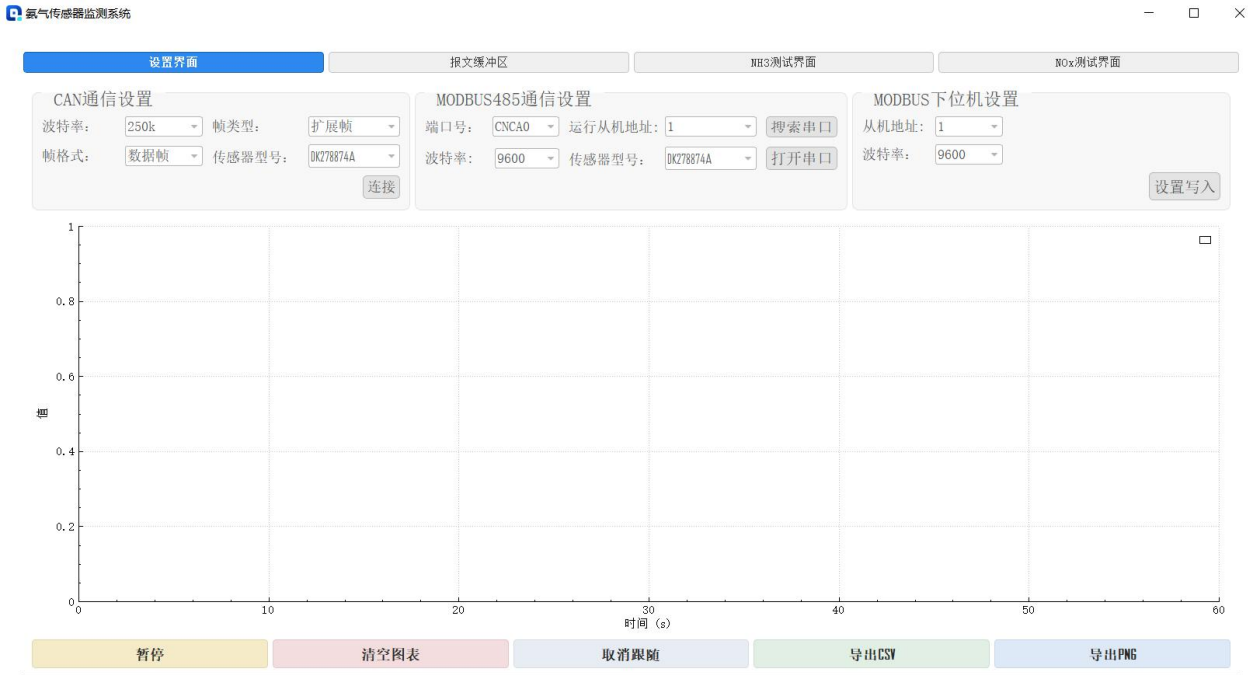 氨气传感器监测系统
设置界面 报文缓冲区 NH3测试界面 NOx测试界面
CAN通信设置 MODBUS485通信设置 MODBUS下位机设置
波特率: 250k 帧类型: 扩展帧 端口号: CNCA0 运行从机地址: 1 搜索串口 从机地址: 1
帧格式: 数据帧 传感器型号: DK278874A 波特率: 9600 传感器型号: DK278874A 打开串口 波特率: 9600
连接 设置写入
1
0.8
0.6
值
0.4
0.2
0
0 10 20 30 40 50 60
时间 (s)
暂停 清空图表 取消跟随 导出CSV 导出PNG